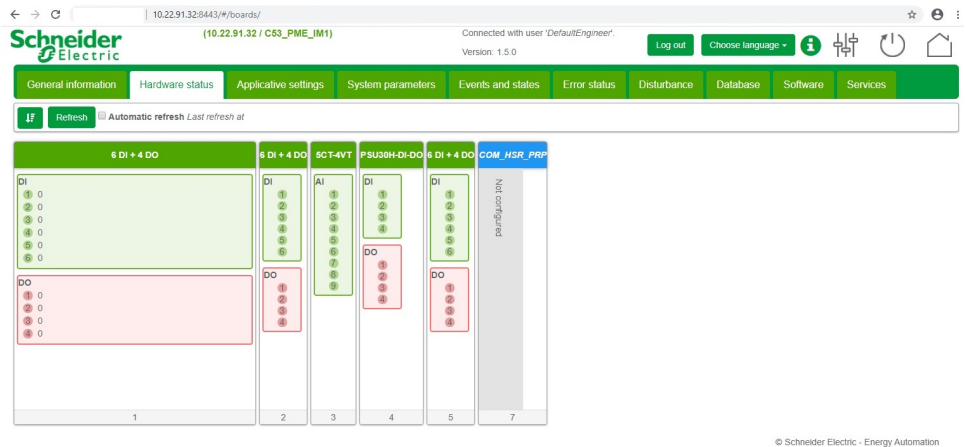 10.22.91.32:8443/#/boards/
Schneider Electric
(10.22.91.32 / C53_PME_IM1)
Connected with user 'DefaultEngineer'.
Version: 1.5.0
Log out
Choose language
General information Hardware status Applicative settings System parameters Events and states Error status Disturbance Database Software Services
Refresh Automatic refresh Last refresh at
6 DI + 4 DO 6 DI + 4 DO 5CT-4VT PSU30H-DI-DO 6 DI + 4 DO COM_HSR_PRP
DI
1 0
2 0
3 0
4 0
5 0
6 0
DO
1 0
2 0
3 0
4 0
1
DI
1
2
3
4
5
6
DO
1
2
3
4
2
AI
1
2
3
4
5
6
7
8
9
3
DI
1
2
3
4
DO
1
2
3
4
4
DI
1
2
3
4
5
6
DO
1
2
3
4
5
Not configured
7
© Schneider Electric - Energy Automation